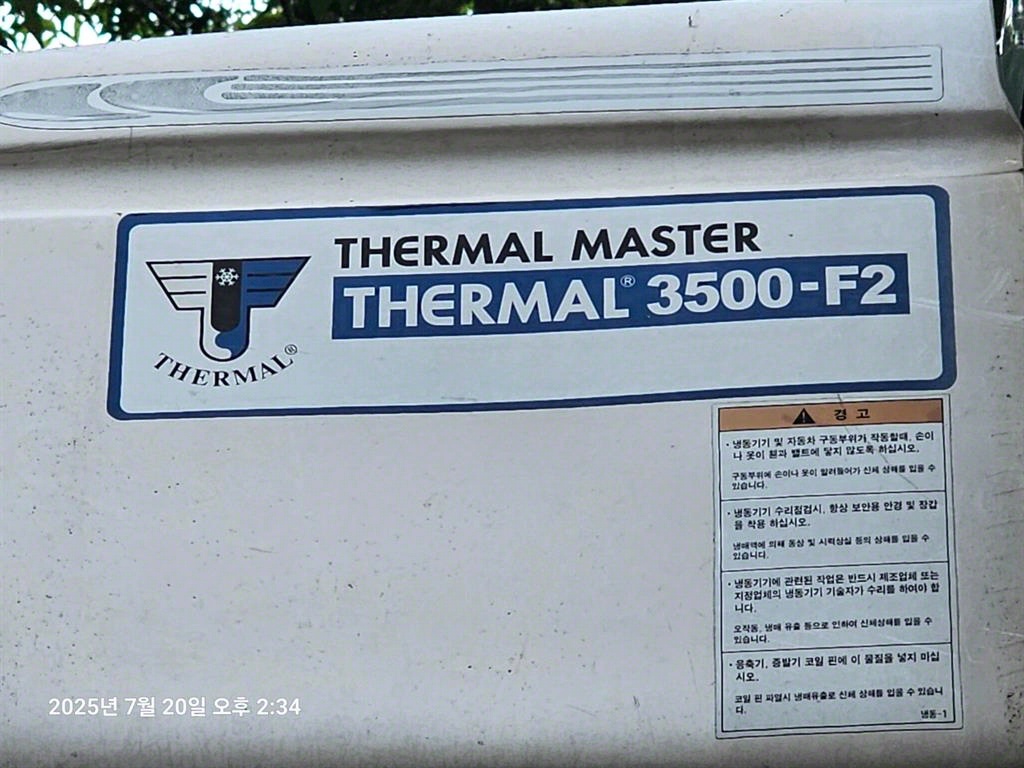 THERMAL MASTER
THERMAL® 3500-F2
THERMAL®
경 고
· 냉동기기 및 자동차 구동부위가 작동할때, 손이
나 옷이 휀과 밸트에 닿지 않도록 하십시오.
구동부위에 손이나 옷이 말려들어가 신체 상해를 입을 수
있습니다.
· 냉동기기 수리점검시, 항상 보안용 안경 및 장갑
을 착용 하십시오.
냉매액에 의해 동상 및 시력상실 등의 상해를 입을 수
있습니다.
· 냉동기기에 관련된 작업은 반드시 제조업체 또는
지정업체의 냉동기기 기술자가 수리를 하여야 합
니다.
오작동, 냉매 유출 등으로 인하여 신체상해를 입을 수
있습니다.
· 응축기, 증발기 코일 핀에 이 물질을 넣지 마십
시오.
코일 핀 파열시 냉매유출로 신체 상해를 입을 수 있습니
다.
냉동-1
2025년 7월 20일 오후 2:34